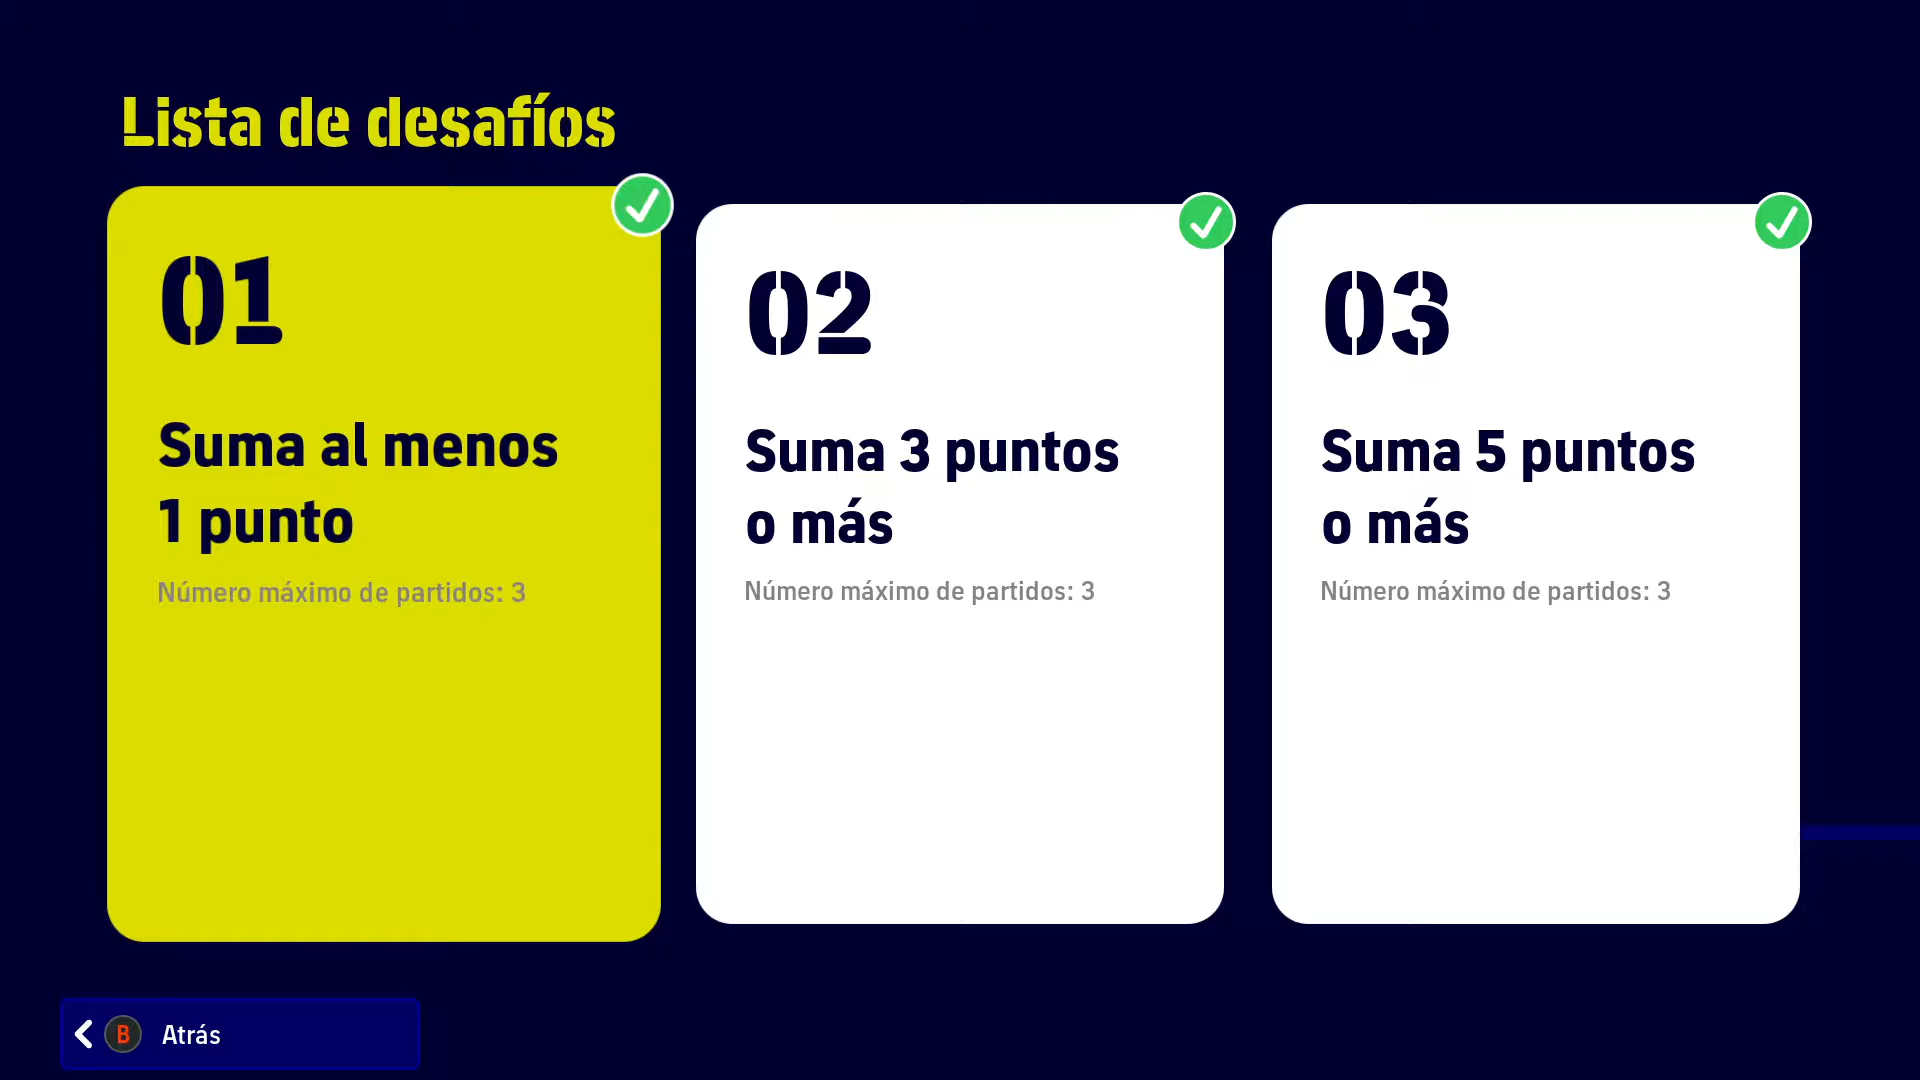 Lista de desafíos
01
Suma al menos
1 punto
Número máximo de partidos: 3
02
Suma 3 puntos
o más
Número máximo de partidos: 3
03
Suma 5 puntos
o más
Número máximo de partidos: 3
B Atrás